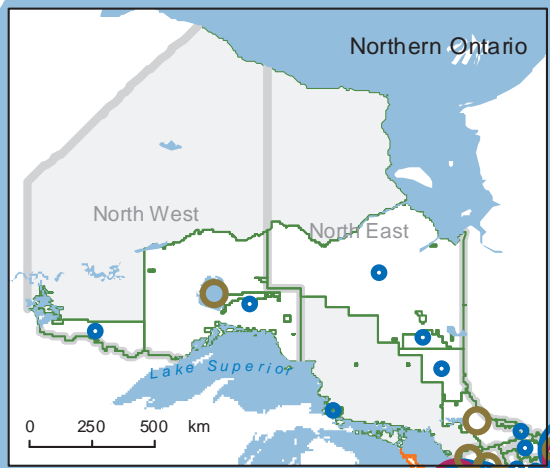 Northern Ontario
North West
North East
Lake Superior
0 250 500 km